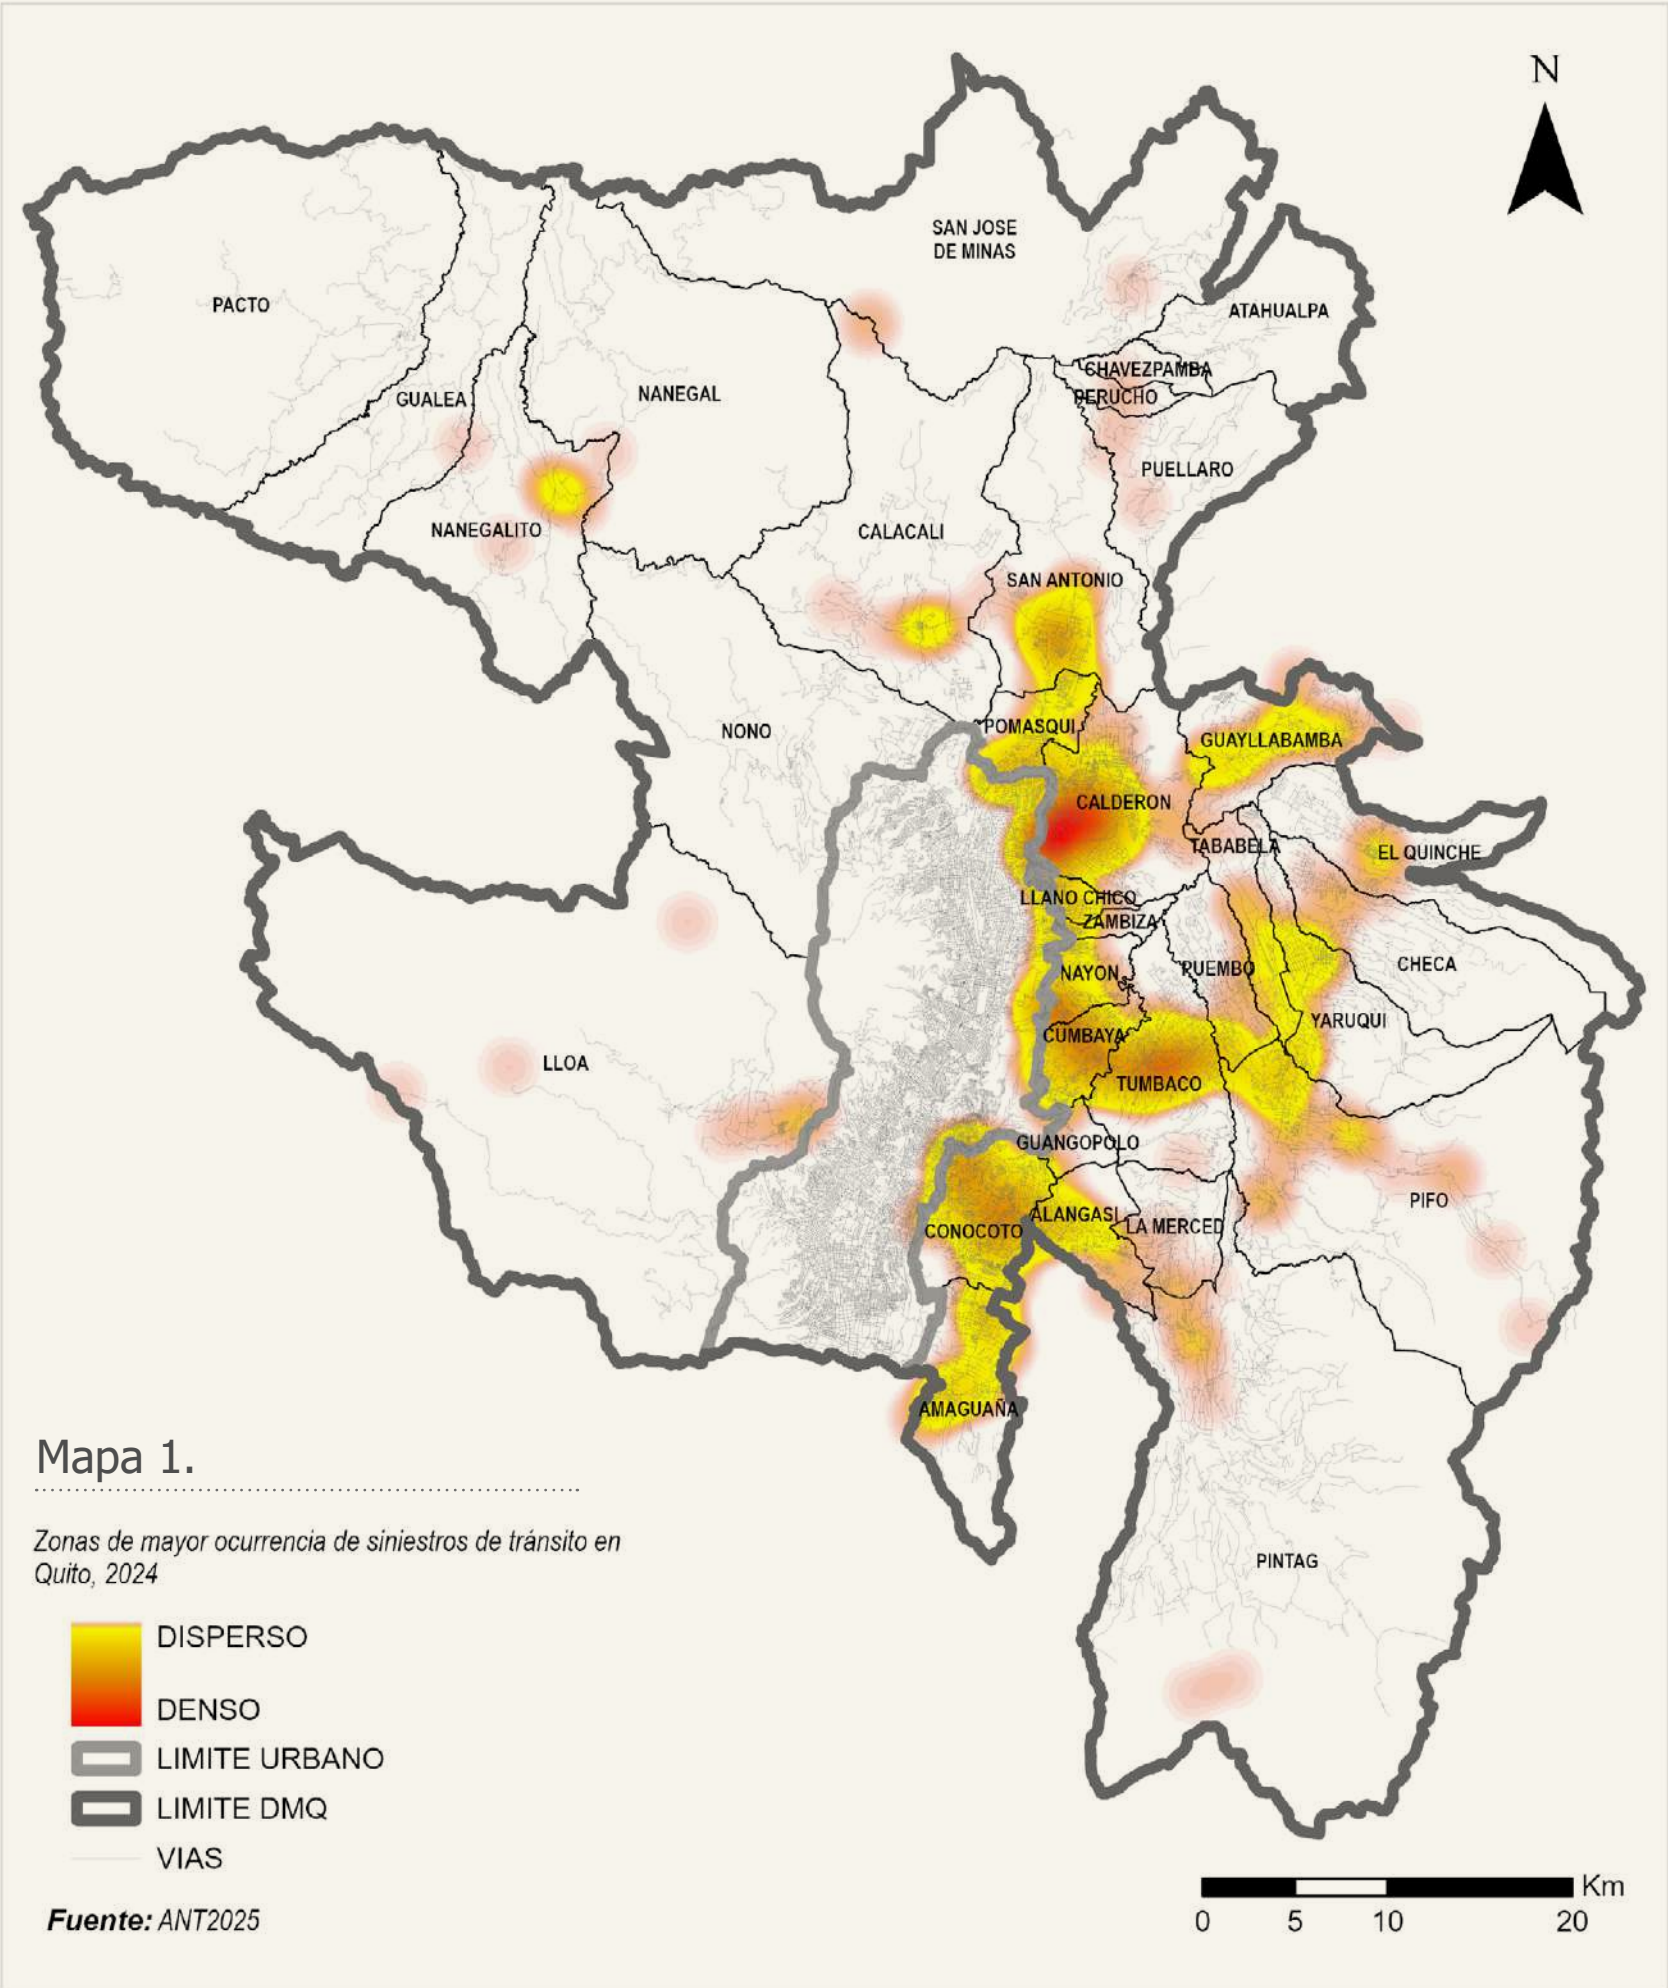 N
SAN JOSE
DE MINAS
PACTO
ATAHUALPA
CHAVEZPAMBA
PERUCHO
GUALEA
NANEGAL
PUELLARO
NANEGALITO
CALACALI
SAN ANTONIO
POMASQUI
NONO
GUAYLLABAMBA
CALDERON
TABABELA
EL QUINCHE
LLANO CHICO
ZAMBIZA
NAYON
PUEMBO
CHECA
YARUQUI
CUMBAYA
LLOA
TUMBACO
GUANGOPOLO
PIFO
ALANGASI
LA MERCED
CONOCOTO
AMAGUAÑA
PINTAG
Mapa 1.
Zonas de mayor ocurrencia de siniestros de tránsito en
Quito, 2024
DISPERSO
DENSO
LIMITE URBANO
LIMITE DMQ
VIAS
Fuente: ANT2025
Km
0 5 10 20